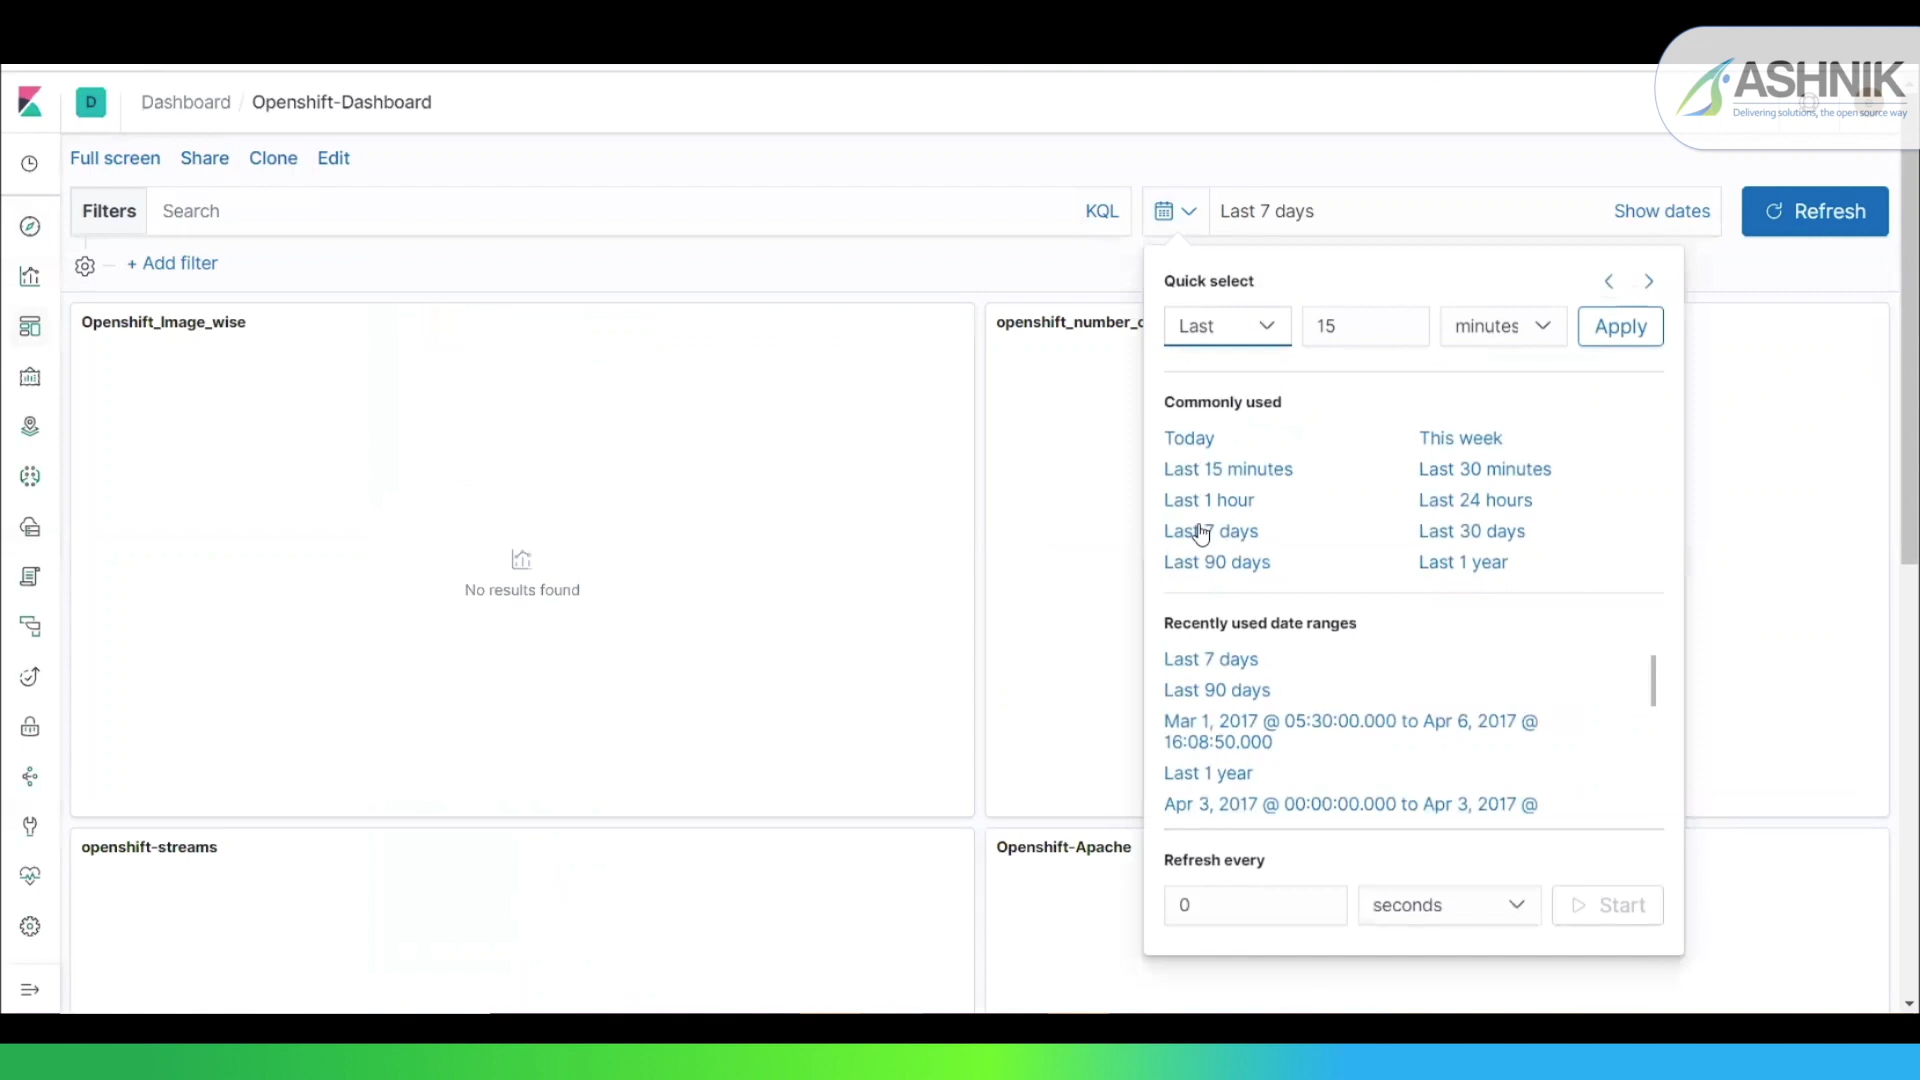 ASHNIK
Delivering solutions, the open source way
D
Dashboard / Openshift-Dashboard
Full screen Share Clone Edit
Filters Search KQL Last 7 days Show dates Refresh
+ Add filter
Openshift_Image_wise
No results found
openshift_number_
Quick select
Last 15 minutes Apply
Commonly used
Today This week
Last 15 minutes Last 30 minutes
Last 1 hour Last 24 hours
Last 7 days Last 30 days
Last 90 days Last 1 year
Recently used date ranges
Last 7 days
Last 90 days
Mar 1, 2017 @ 05:30:00.000 to Apr 6, 2017 @
16:08:50.000
Last 1 year
Apr 3, 2017 @ 00:00:00.000 to Apr 3, 2017 @
Refresh every
0 seconds Start
openshift-streams
Openshift-Apache